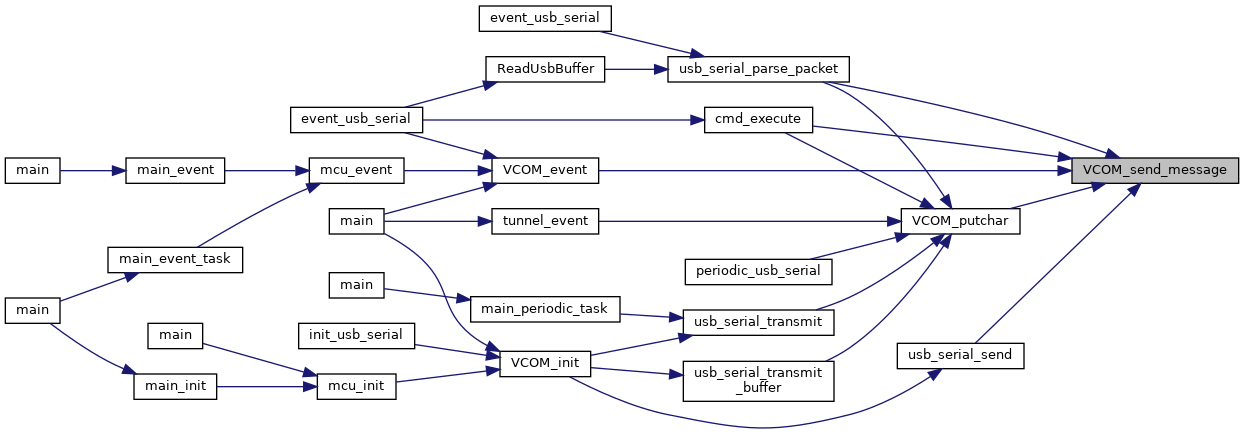 event_usb_serial
ReadUsbBuffer
usb_serial_parse_packet
event_usb_serial
cmd_execute
main
main_event
mcu_event
VCOM_event
VCOM_send_message
main
tunnel_event
VCOM_putchar
main_event_task
periodic_usb_serial
main
main_periodic_task
main
main
init_usb_serial
usb_serial_transmit
VCOM_init
usb_serial_send
main_init
mcu_init
usb_serial_transmit
_buffer